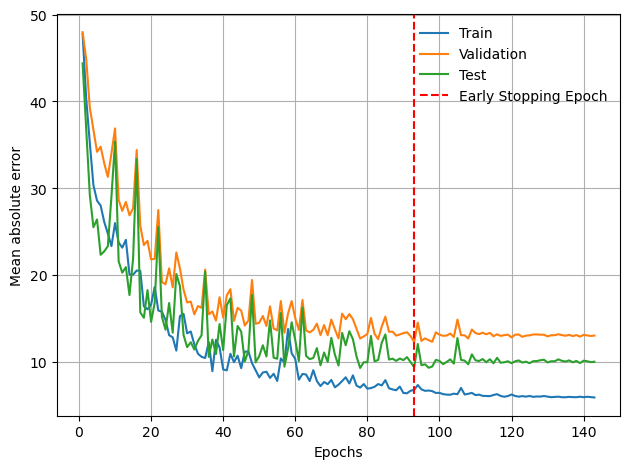 Mean absolute error
50
40
30
20
10
0 20 40 60 80 100 120 140
Epochs
Train
Validation
Test
Early Stopping Epoch